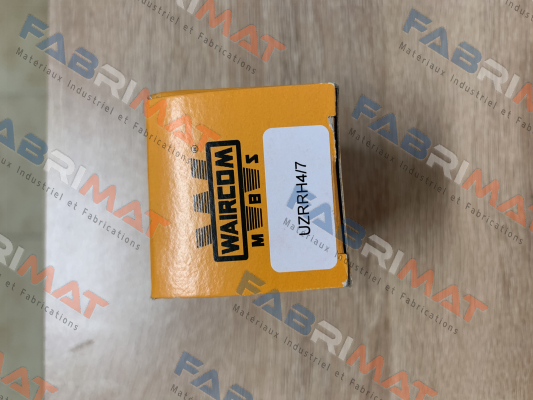 WAIRCOM
M B S
®
UZRRH4/7
FABRIMAT
Materiaux Industriel et Fabrications